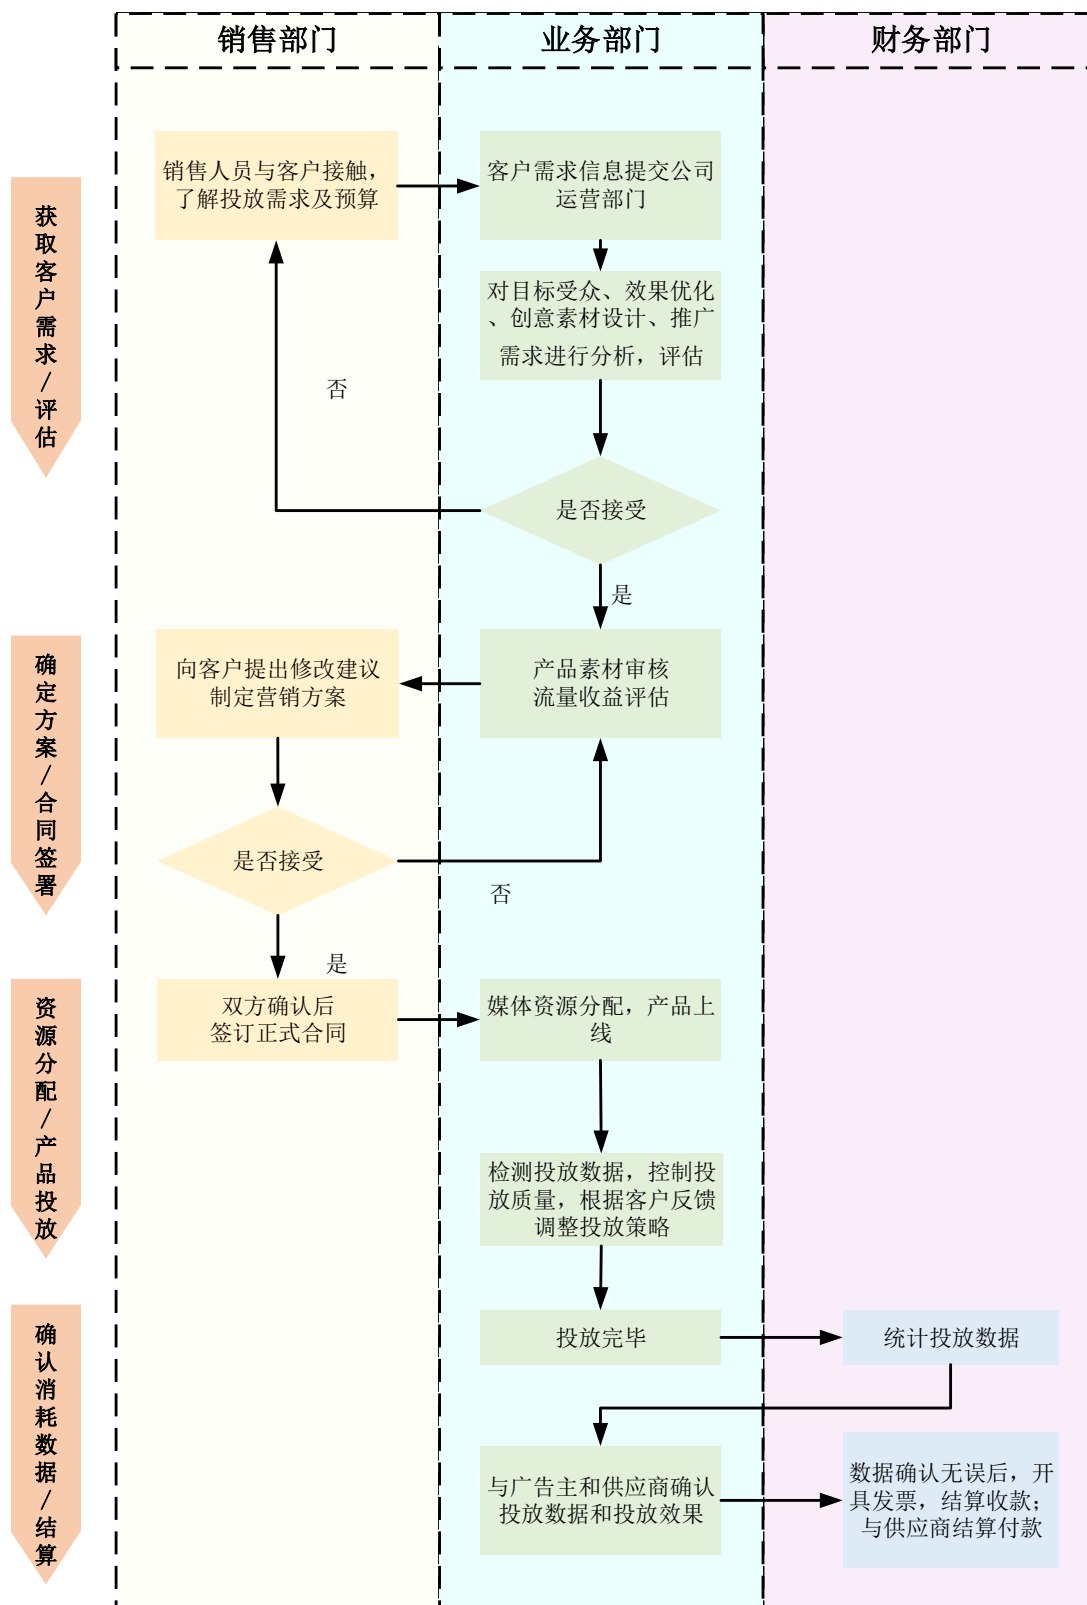 销售部门
业务部门
财务部门
获取客户需求/评估
销售人员与客户接触，
了解投放需求及预算
客户需求信息提交公司
运营部门
对目标受众、效果优化
、创意素材设计、推广
需求进行分析，评估
否
是否接受
是
确定方案/合同签署
向客户提出修改建议
制定营销方案
产品素材审核
流量收益评估
是否接受
否
是
资源分配/产品投放
双方确认后
签订正式合同
媒体资源分配，产品上
线
检测投放数据，控制投
放质量，根据客户反馈
调整投放策略
确认消耗数据/结算
投放完毕
统计投放数据
与广告主和供应商确认
投放数据和投放效果
数据确认无误后，开
具发票，结算收款；
与供应商结算付款